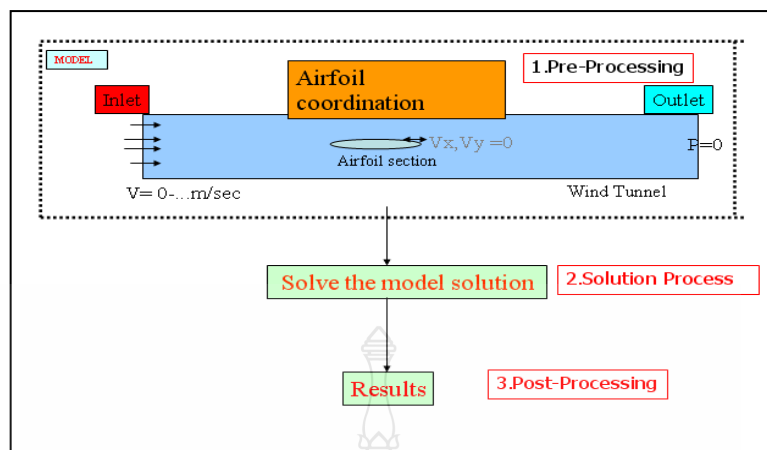 MODEL
1.Pre-Processing
Airfoil
coordination
Inlet
Outlet
Vx,Vy =0
P=0
Airfoil section
V= 0-...m/sec
Wind Tunnel
Solve the model solution
2.Solution Process
Results
3.Post-Processing